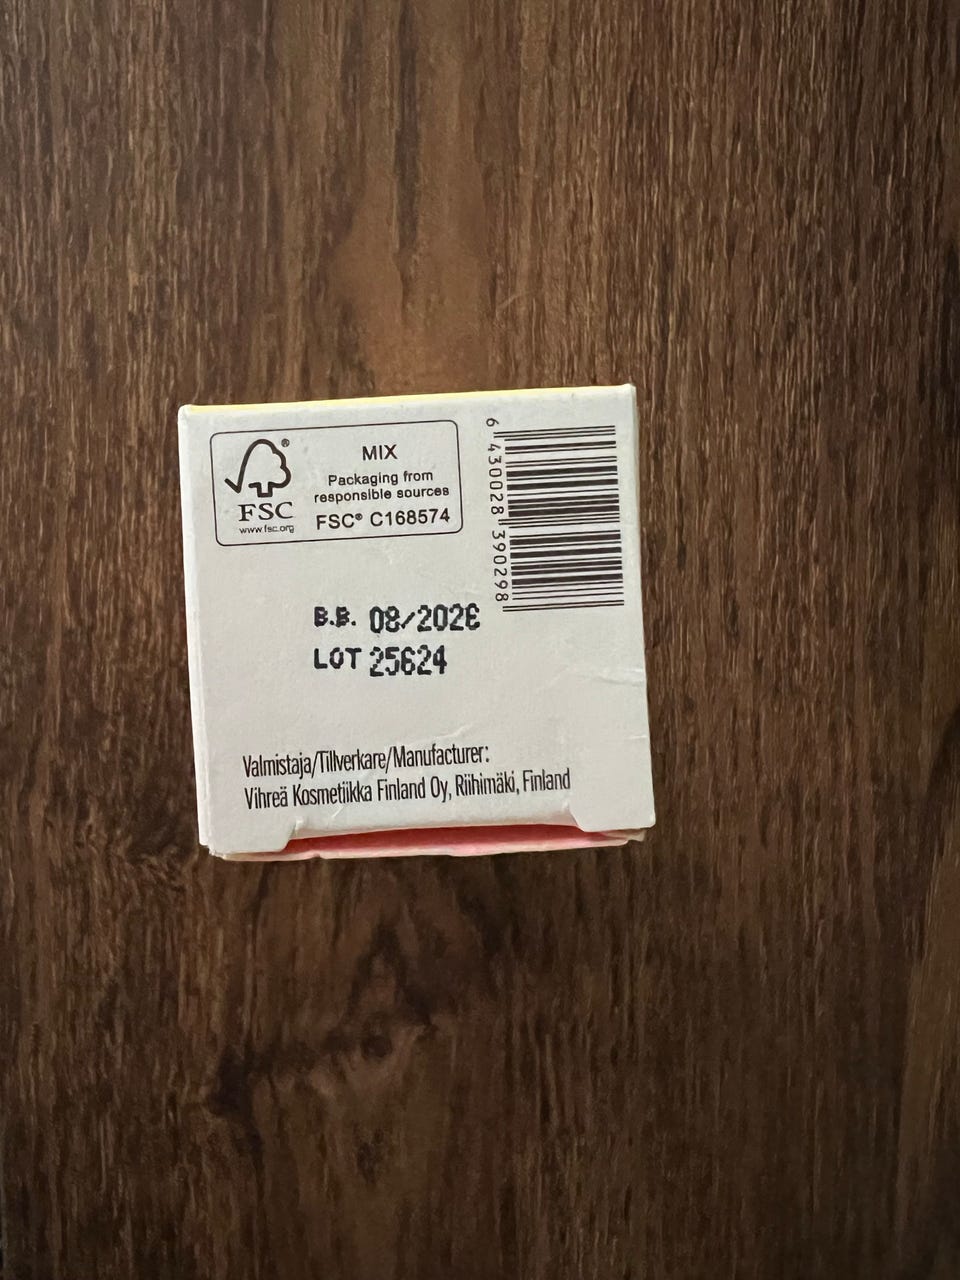 MIX
Packaging from
responsible sources
FSC® C168574
®
FSC
www.fsc.org
6 430028 390298
B.B. 08/2026
LOT 25624
Valmistaja/Tillverkare/Manufacturer:
Vihreä Kosmetiikka Finland Oy, Riihimäki, Finland